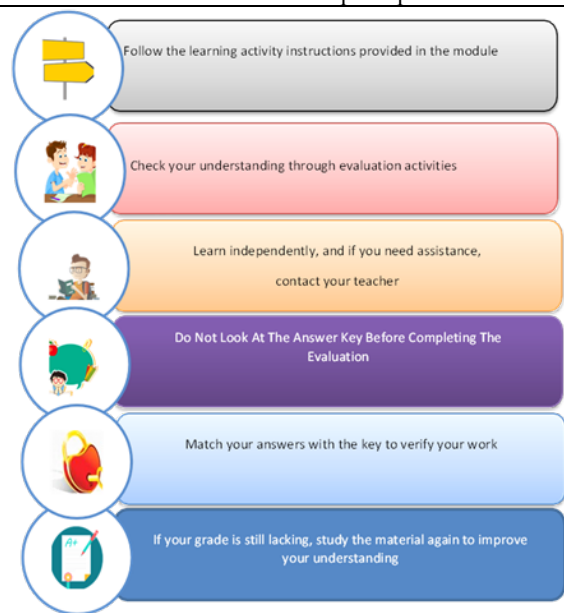 Follow the learning activity instructions provided in the module
Check your understanding through evaluation activities
Learn independently, and if you need assistance,
contact your teacher
Do Not Look At The Answer Key Before Completing The
Evaluation
Match your answers with the key to verify your work
A+
If your grade is still lacking, study the material again to improve
your understanding